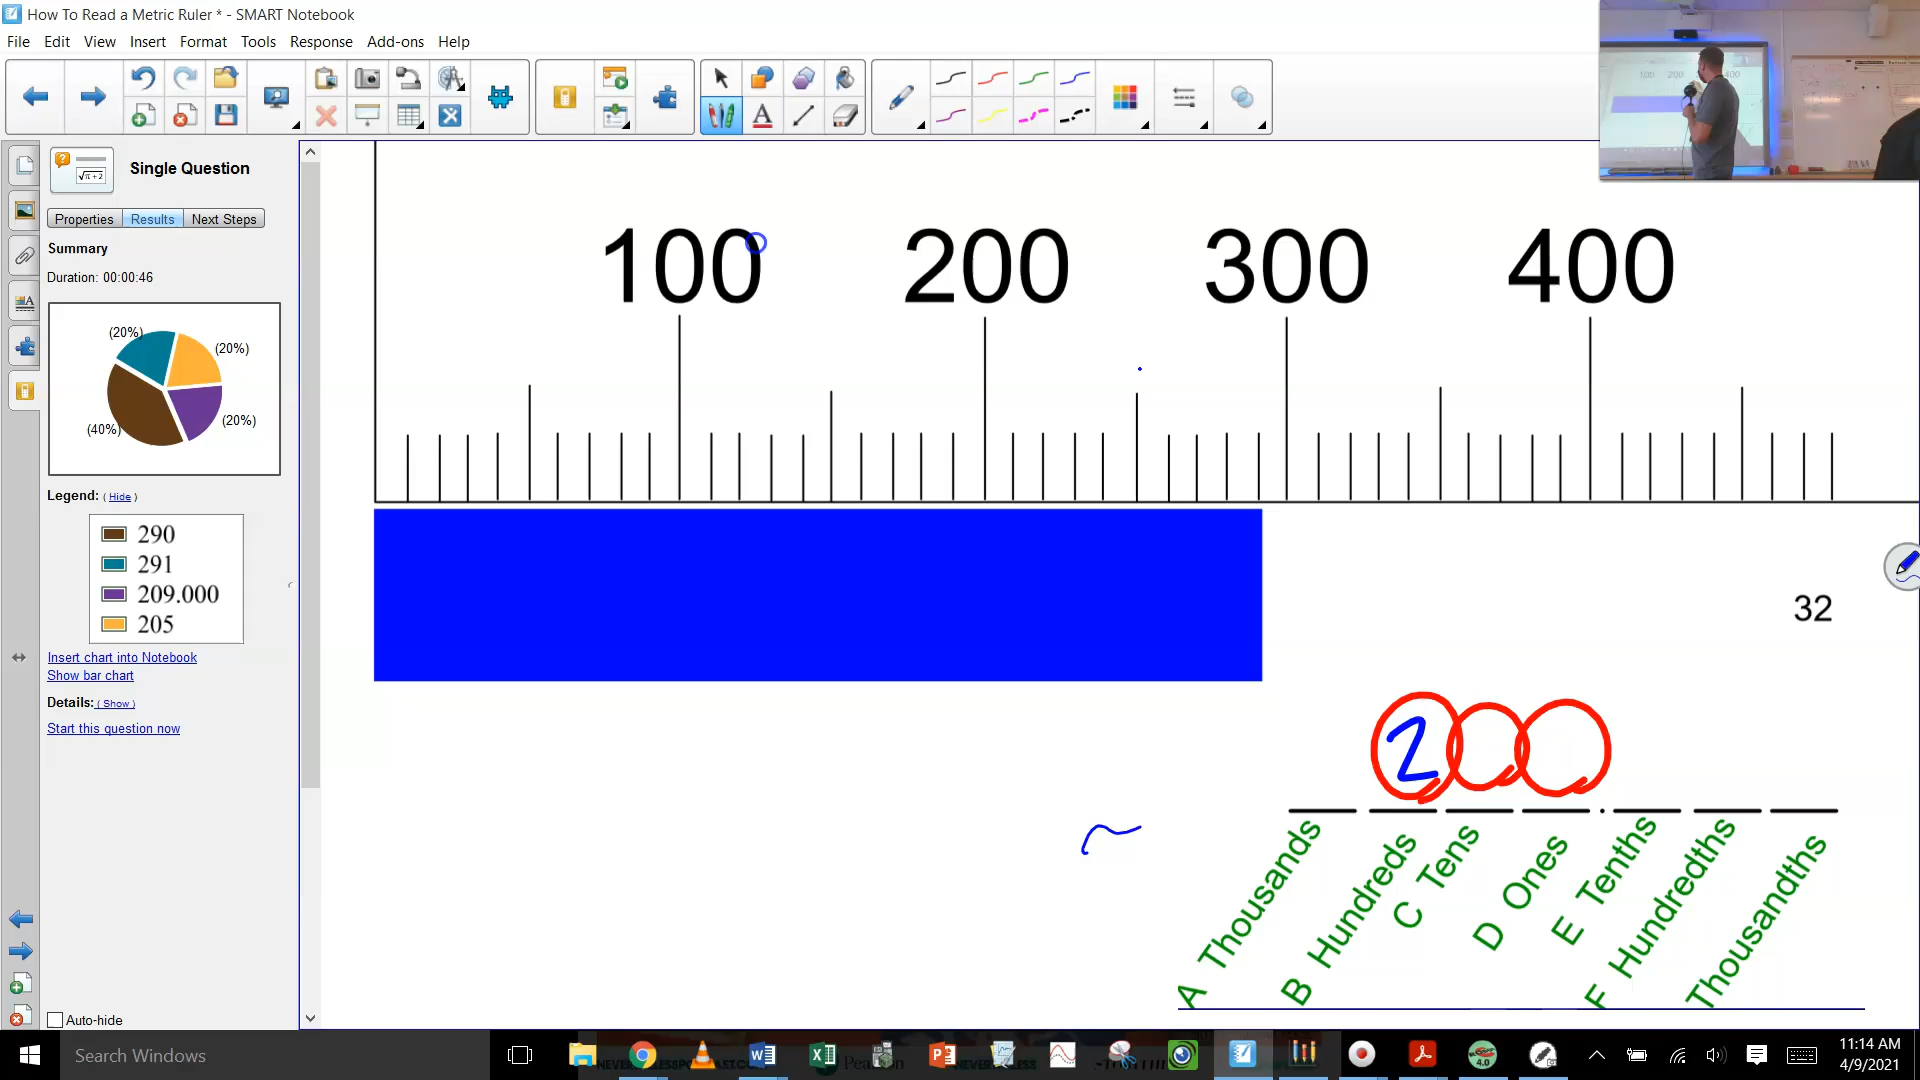 How To Read a Metric Ruler * - SMART Notebook
File Edit View Insert Format Tools Response Add-ons Help
Single Question
Properties Results Next Steps
Summary
Duration: 00:00:46
(20%)
(20%)
(20%)
(40%)
Legend: ( Hide )
290
291
209.000
205
Insert chart into Notebook
Show bar chart
Details: ( Show )
Start this question now
Auto-hide
100 200 300 400
32
2
.
A Thousands
B Hundreds
C Tens
D Ones
E Tenths
F Hundredths
Thousandths
Search Windows
11:14 AM
4/9/2021